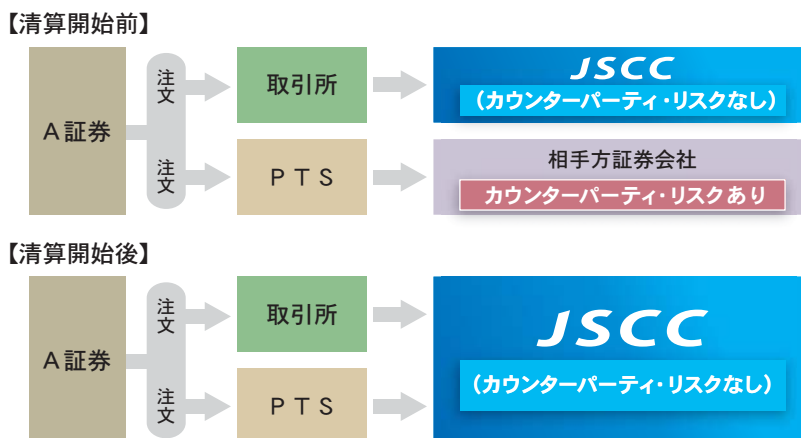 【清算開始前】
A証券
注文
取引所
JSCC
（カウンターパーティ・リスクなし）
注文
ＰＴＳ
相手方証券会社
カウンターパーティ・リスクあり
【清算開始後】
A証券
注文
取引所
JSCC
（カウンターパーティ・リスクなし）
注文
ＰＴＳ